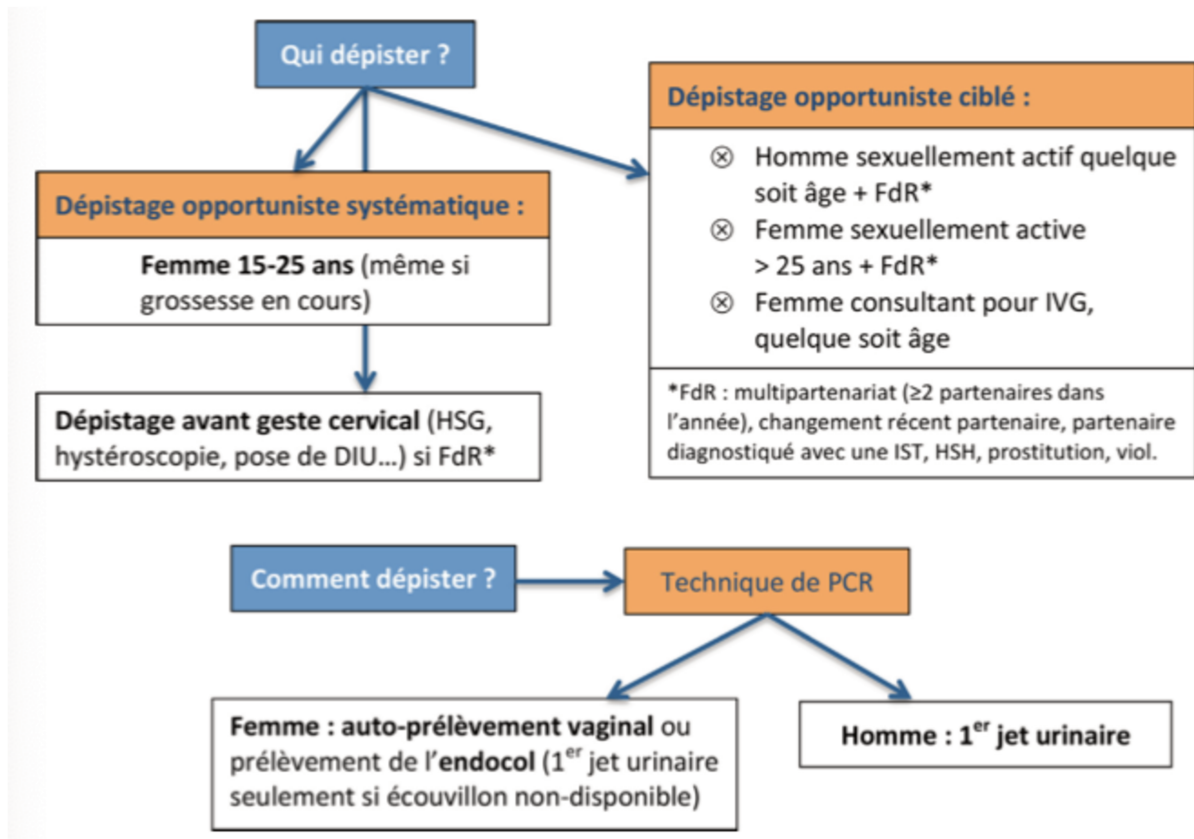 Qui dépister ?
Dépistage opportuniste systématique :
Femme 15-25 ans (même si
grossesse en cours)
Dépistage avant geste cervical (HSG,
hystéroscopie, pose de DIU...) si FdR*
Dépistage opportuniste ciblé :
Homme sexuellement actif quelque
soit âge + FdR*
Femme sexuellement active
> 25 ans + FdR*
Femme consultant pour IVG,
quelque soit âge
*FdR : multipartenariat (≥2 partenaires dans
l'année), changement récent partenaire, partenaire
diagnostiqué avec une IST, HSH, prostitution, viol.
Comment dépister ?
Technique de PCR
Femme : auto-prélèvement vaginal ou
prélèvement de l'endocol (1er jet urinaire
seulement si écouvillon non-disponible)
Homme : 1er jet urinaire